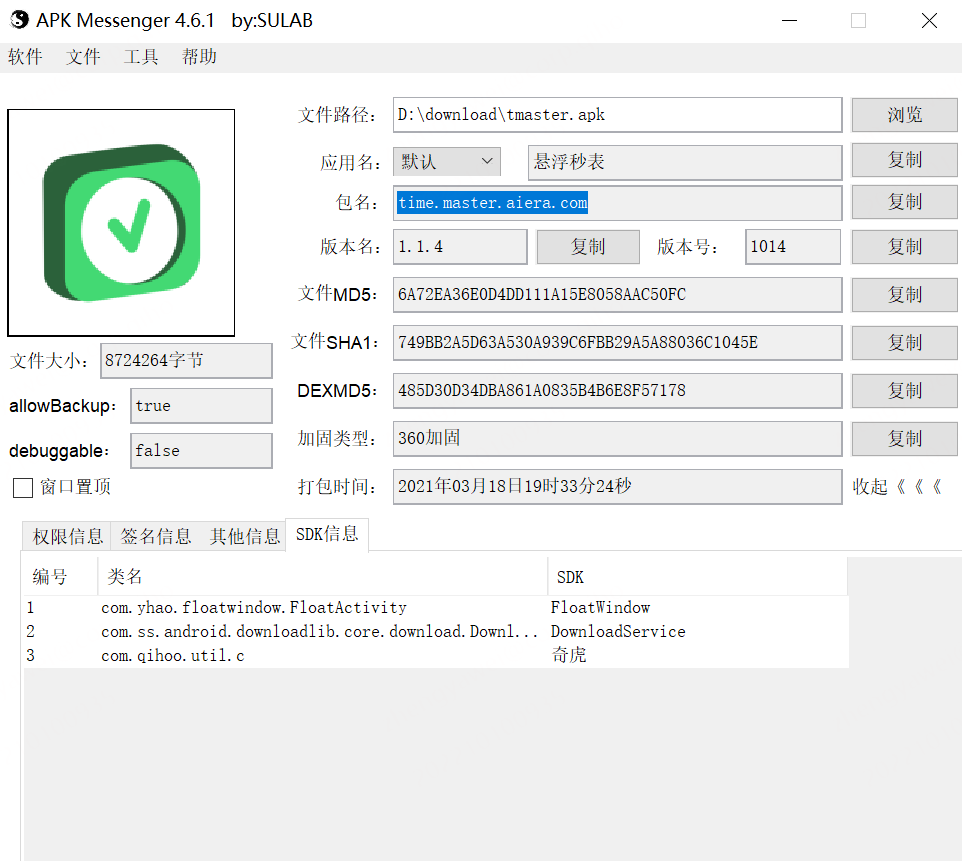 APK Messenger 4.6.1 by:SULAB
软件 文件 工具 帮助
文件路径： D:\download\tmaster.apk 浏览
应用名： 默认 悬浮秒表 复制
包名： time.master.aiera.com 复制
版本名： 1.1.4 复制 版本号： 1014 复制
文件MD5： 6A72EA36E0D4DD111A15E8058AAC50FC 复制
文件SHA1： 749BB2A5D63A530A939C6FBB29A5A88036C1045E 复制
文件大小： 8724264字节
DEXMD5： 485D30D34DBA861A0835B4B6E8F57178 复制
allowBackup： true
加固类型： 360加固 复制
debuggable： false
窗口置顶
打包时间： 2021年03月18日19时33分24秒 收起《《《
权限信息 签名信息 其他信息 SDK信息
编号 类名 SDK
1 com.yhao.floatwindow.FloatActivity FloatWindow
2 com.ss.android.downloadlib.core.download.Downl... DownloadService
3 com.qihoo.util.c 奇虎